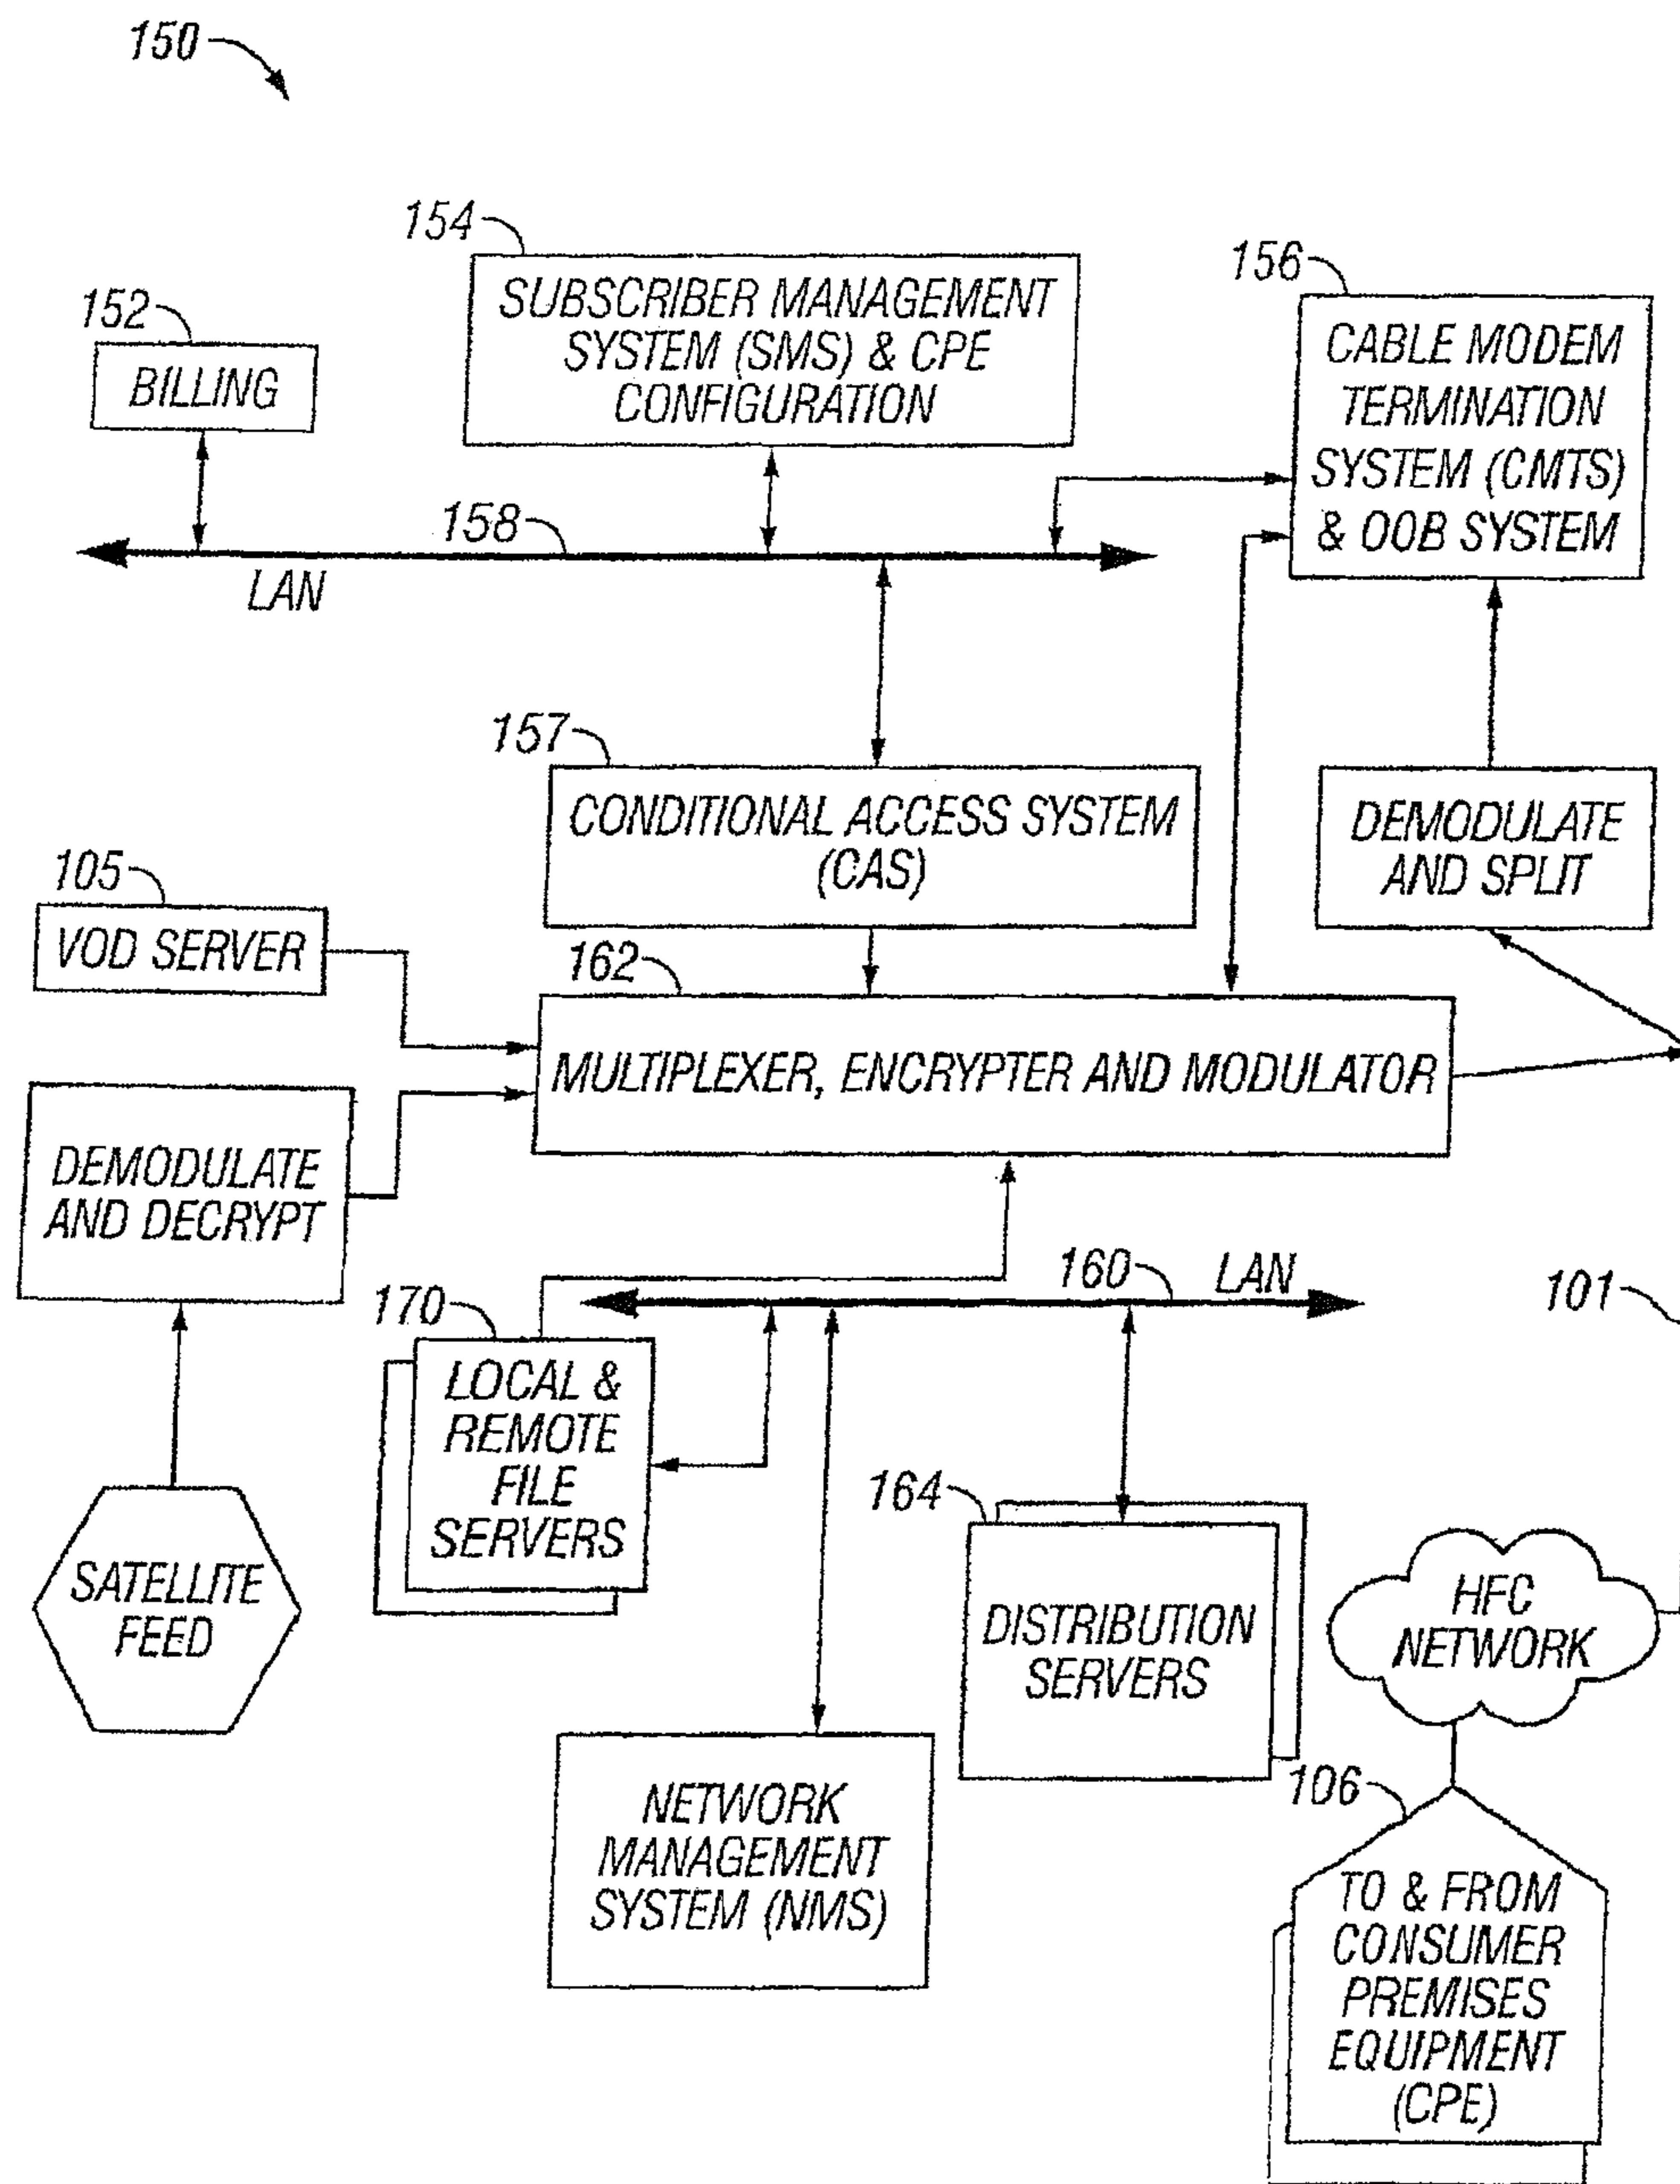 150
154
SUBSCRIBER MANAGEMENT
SYSTEM (SMS) & CPE
CONFIGURATION
156
CABLE MODEM
TERMINATION
SYSTEM (CMTS)
& OOB SYSTEM
152
BILLING
158
LAN
157
CONDITIONAL ACCESS SYSTEM
(CAS)
DEMODULATE
AND SPLIT
105
VOD SERVER
162
MULTIPLEXER, ENCRYPTER AND MODULATOR
DEMODULATE
AND DECRYPT
160
LAN
101
170
LOCAL &
REMOTE
FILE
SERVERS
SATELLITE
FEED
164
DISTRIBUTION
SERVERS
HFC
NETWORK
NETWORK
MANAGEMENT
SYSTEM (NMS)
106
TO & FROM
CONSUMER
PREMISES
EQUIPMENT
(CPE)